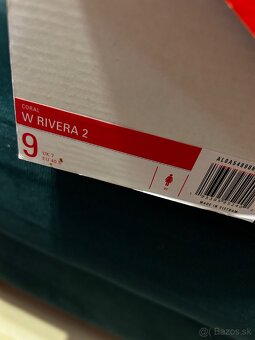 CORAL
W RIVERA 2
9
UK 7
EU 40
MADE IN VIETNAM
© bazos.sk